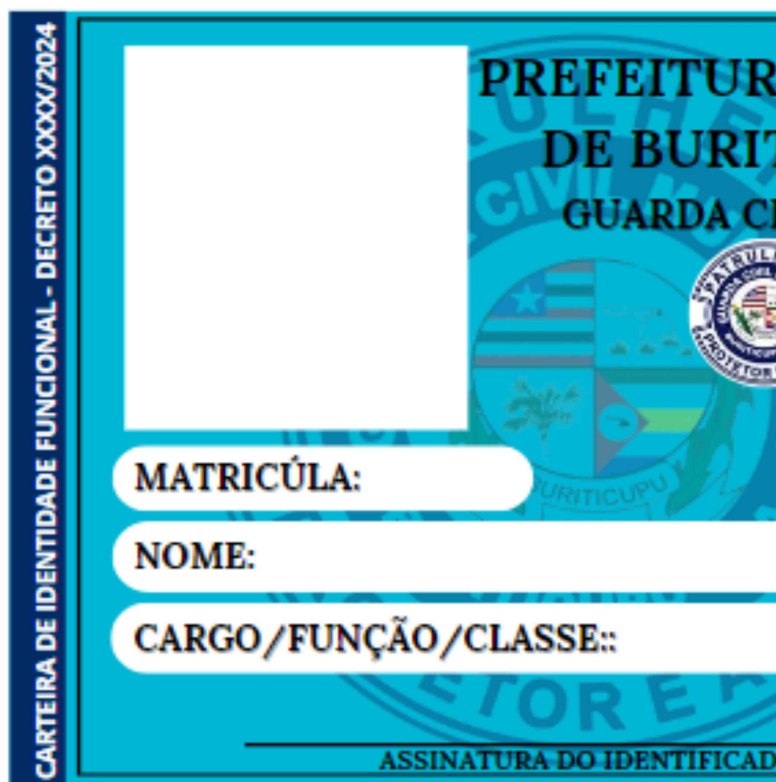 CARTEIRA DE IDENTIDADE FUNCIONAL - DECRETO XXXX/2024
PREFEITUR
DE BURIT
GUARDA CI
MATRICÚLA:
NOME:
CARGO/FUNÇÃO/CLASSE::
BURITICUPU
ASSINATURA DO IDENTIFICAD